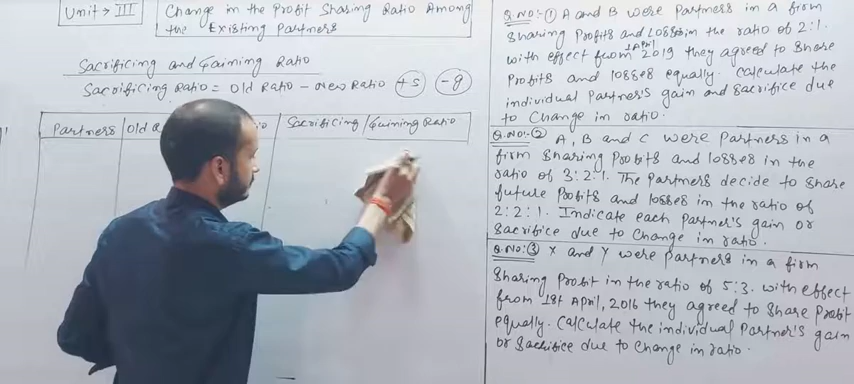 Unit → III
Change in the Profit Sharing Ratio Among
the Existing Partners
Sacrificing and Gaining Ratio
Sacrificing Ratio = Old Ratio - New Ratio +s -g
Partners Old Sacrificing/Gaining Ratio
Q.No:- 1 A and B were Partners in a firm
Sharing Profits and Losses in the ratio of 2:1.
with effect from 1 April 2019 they agreed to share
Profits and losses equally. Calculate the
individual Partner's gain and Sacrifice due
to Change in ratio.
Q.No:- 2 A, B and C were Partners in a
firm Sharing Profits and losses in the
ratio of 3:2:1. The Partners decide to Share
future Profits and losses in the ratio of
2:2:1. Indicate each Partner's gain or
Sacrifice due to Change in ratio.
Q.No: 3 X and Y were Partners in a firm
Sharing Profit in the ratio of 5:3. with effect
from 1st April, 2016 they agreed to Share Profit
equally. Calculate the individual Partner's gain
or Sacrifice due to Change in ratio.